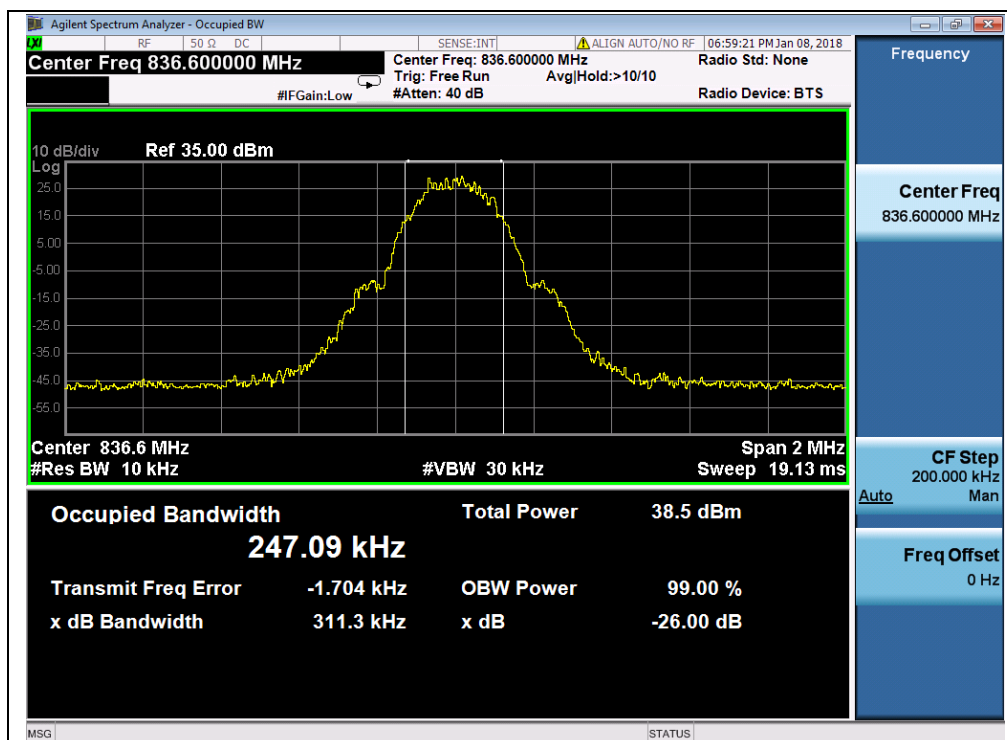 Agilent Spectrum Analyzer - Occupied BW
LXI
RF 50 Ω DC SENSE:INT ALIGN AUTO/NO RF 06:59:21 PM Jan 08, 2018
Center Freq 836.600000 MHz
#IFGain:Low
Center Freq: 836.600000 MHz
Trig: Free Run Avg|Hold:>10/10
#Atten: 40 dB
Radio Std: None
Radio Device: BTS
10 dB/div Ref 35.00 dBm
Log
25.0
15.0
5.00
-5.00
-15.0
-25.0
-35.0
-45.0
-55.0
Center 836.6 MHz Span 2 MHz
#Res BW 10 kHz #VBW 30 kHz Sweep 19.13 ms
Occupied Bandwidth Total Power 38.5 dBm
247.09 kHz
Transmit Freq Error -1.704 kHz OBW Power 99.00 %
x dB Bandwidth 311.3 kHz x dB -26.00 dB
MSG STATUS
Frequency
Center Freq
836.600000 MHz
CF Step
200.000 kHz
Auto Man
Freq Offset
0 Hz